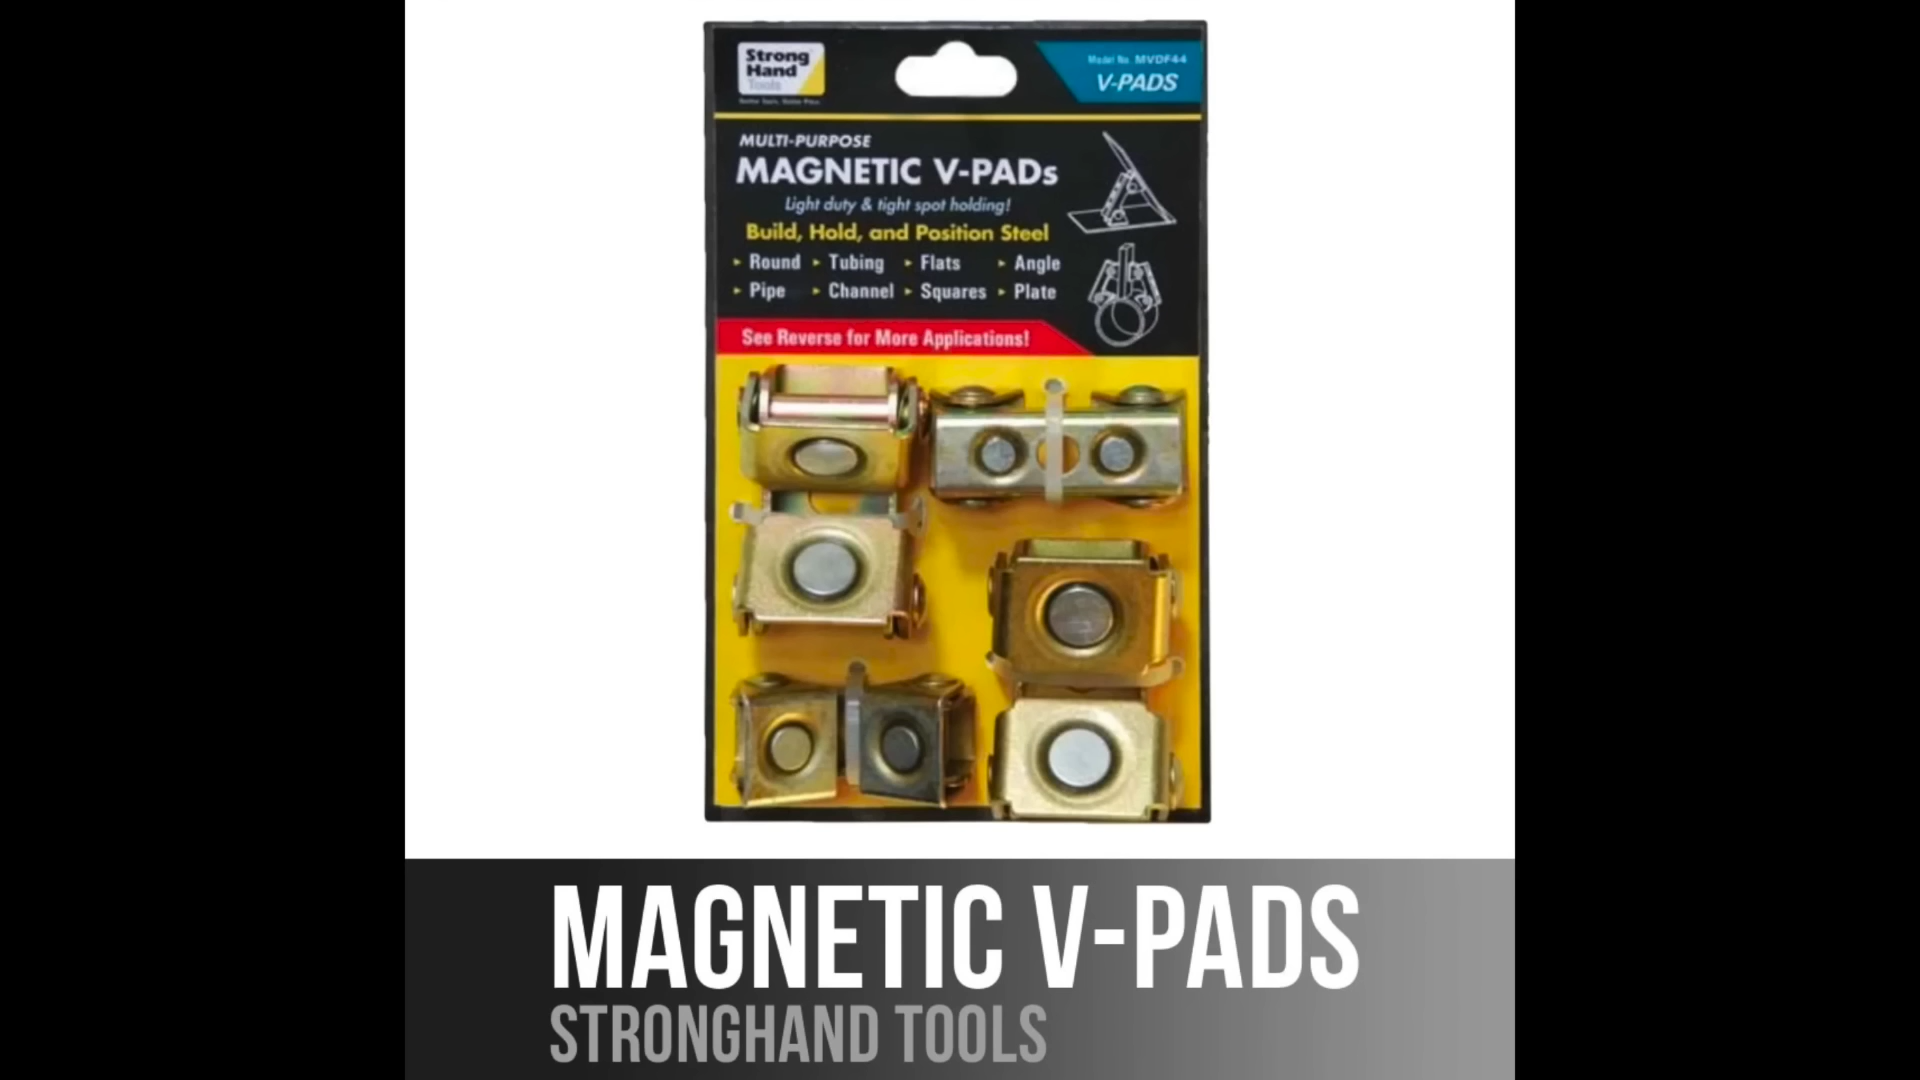 Strong
Hand
Tools
Model No. MVDF44
V-PADS
MULTI-PURPOSE
MAGNETIC V-PADs
Light duty & tight spot holding!
Build, Hold, and Position Steel
Round Tubing Flats Angle
Pipe Channel Squares Plate
See Reverse for More Applications!
MAGNETIC V-PADS
STRONGHAND TOOLS